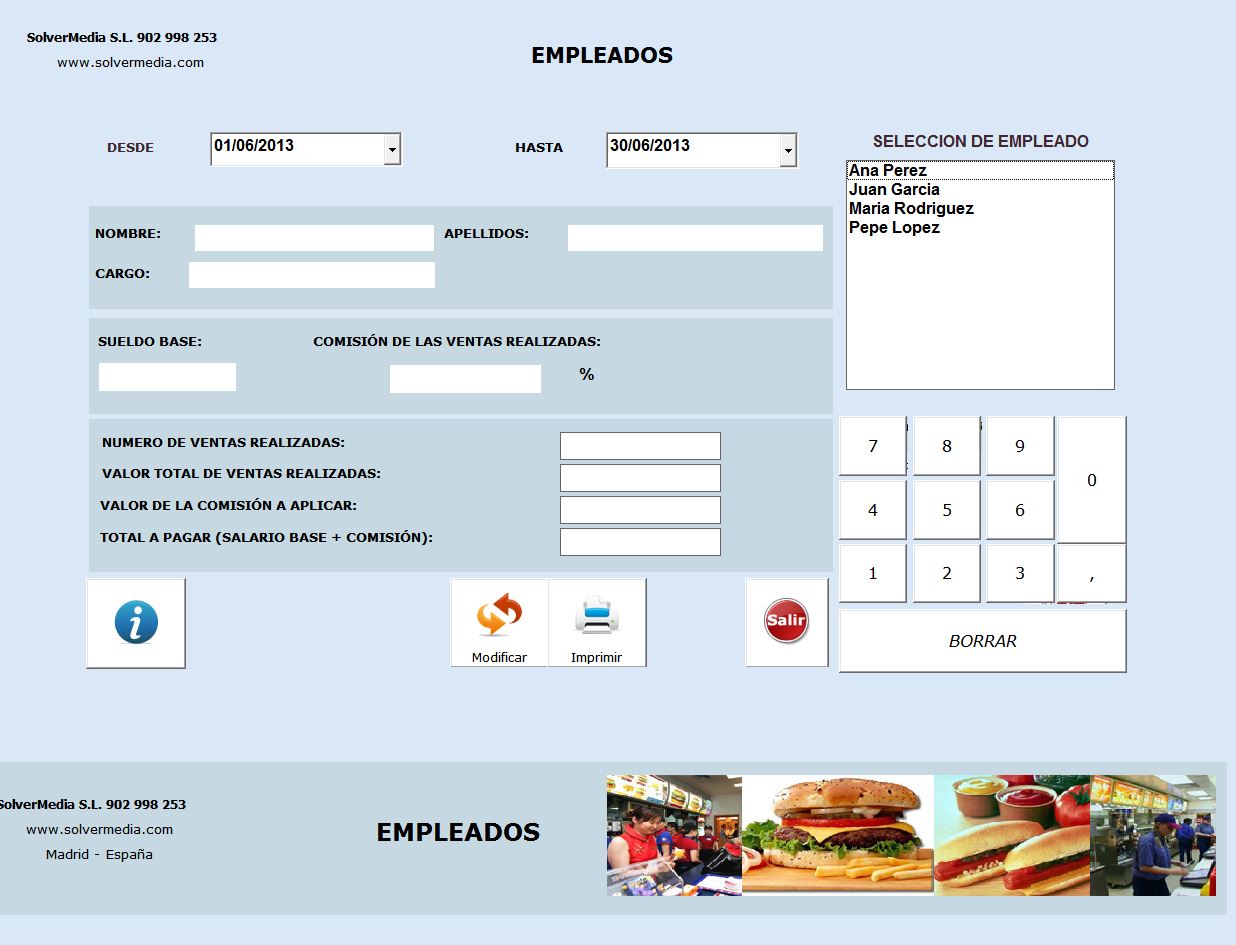 SolverMedia S.L. 902 998 253
www.solvermedia.com
EMPLEADOS
DESDE
01/06/2013
HASTA
30/06/2013
SELECCION DE EMPLEADO
Ana Perez
Juan Garcia
Maria Rodriguez
Pepe Lopez
NOMBRE:
APELLIDOS:
CARGO:
SUELDO BASE:
COMISIÓN DE LAS VENTAS REALIZADAS:
%
NUMERO DE VENTAS REALIZADAS:
VALOR TOTAL DE VENTAS REALIZADAS:
VALOR DE LA COMISIÓN A APLICAR:
TOTAL A PAGAR (SALARIO BASE + COMISIÓN):
7 8 9
0
4 5 6
1 2 3 ,
BORRAR
i
Modificar
Imprimir
Salir
SolverMedia S.L. 902 998 253
www.solvermedia.com
Madrid - España
EMPLEADOS